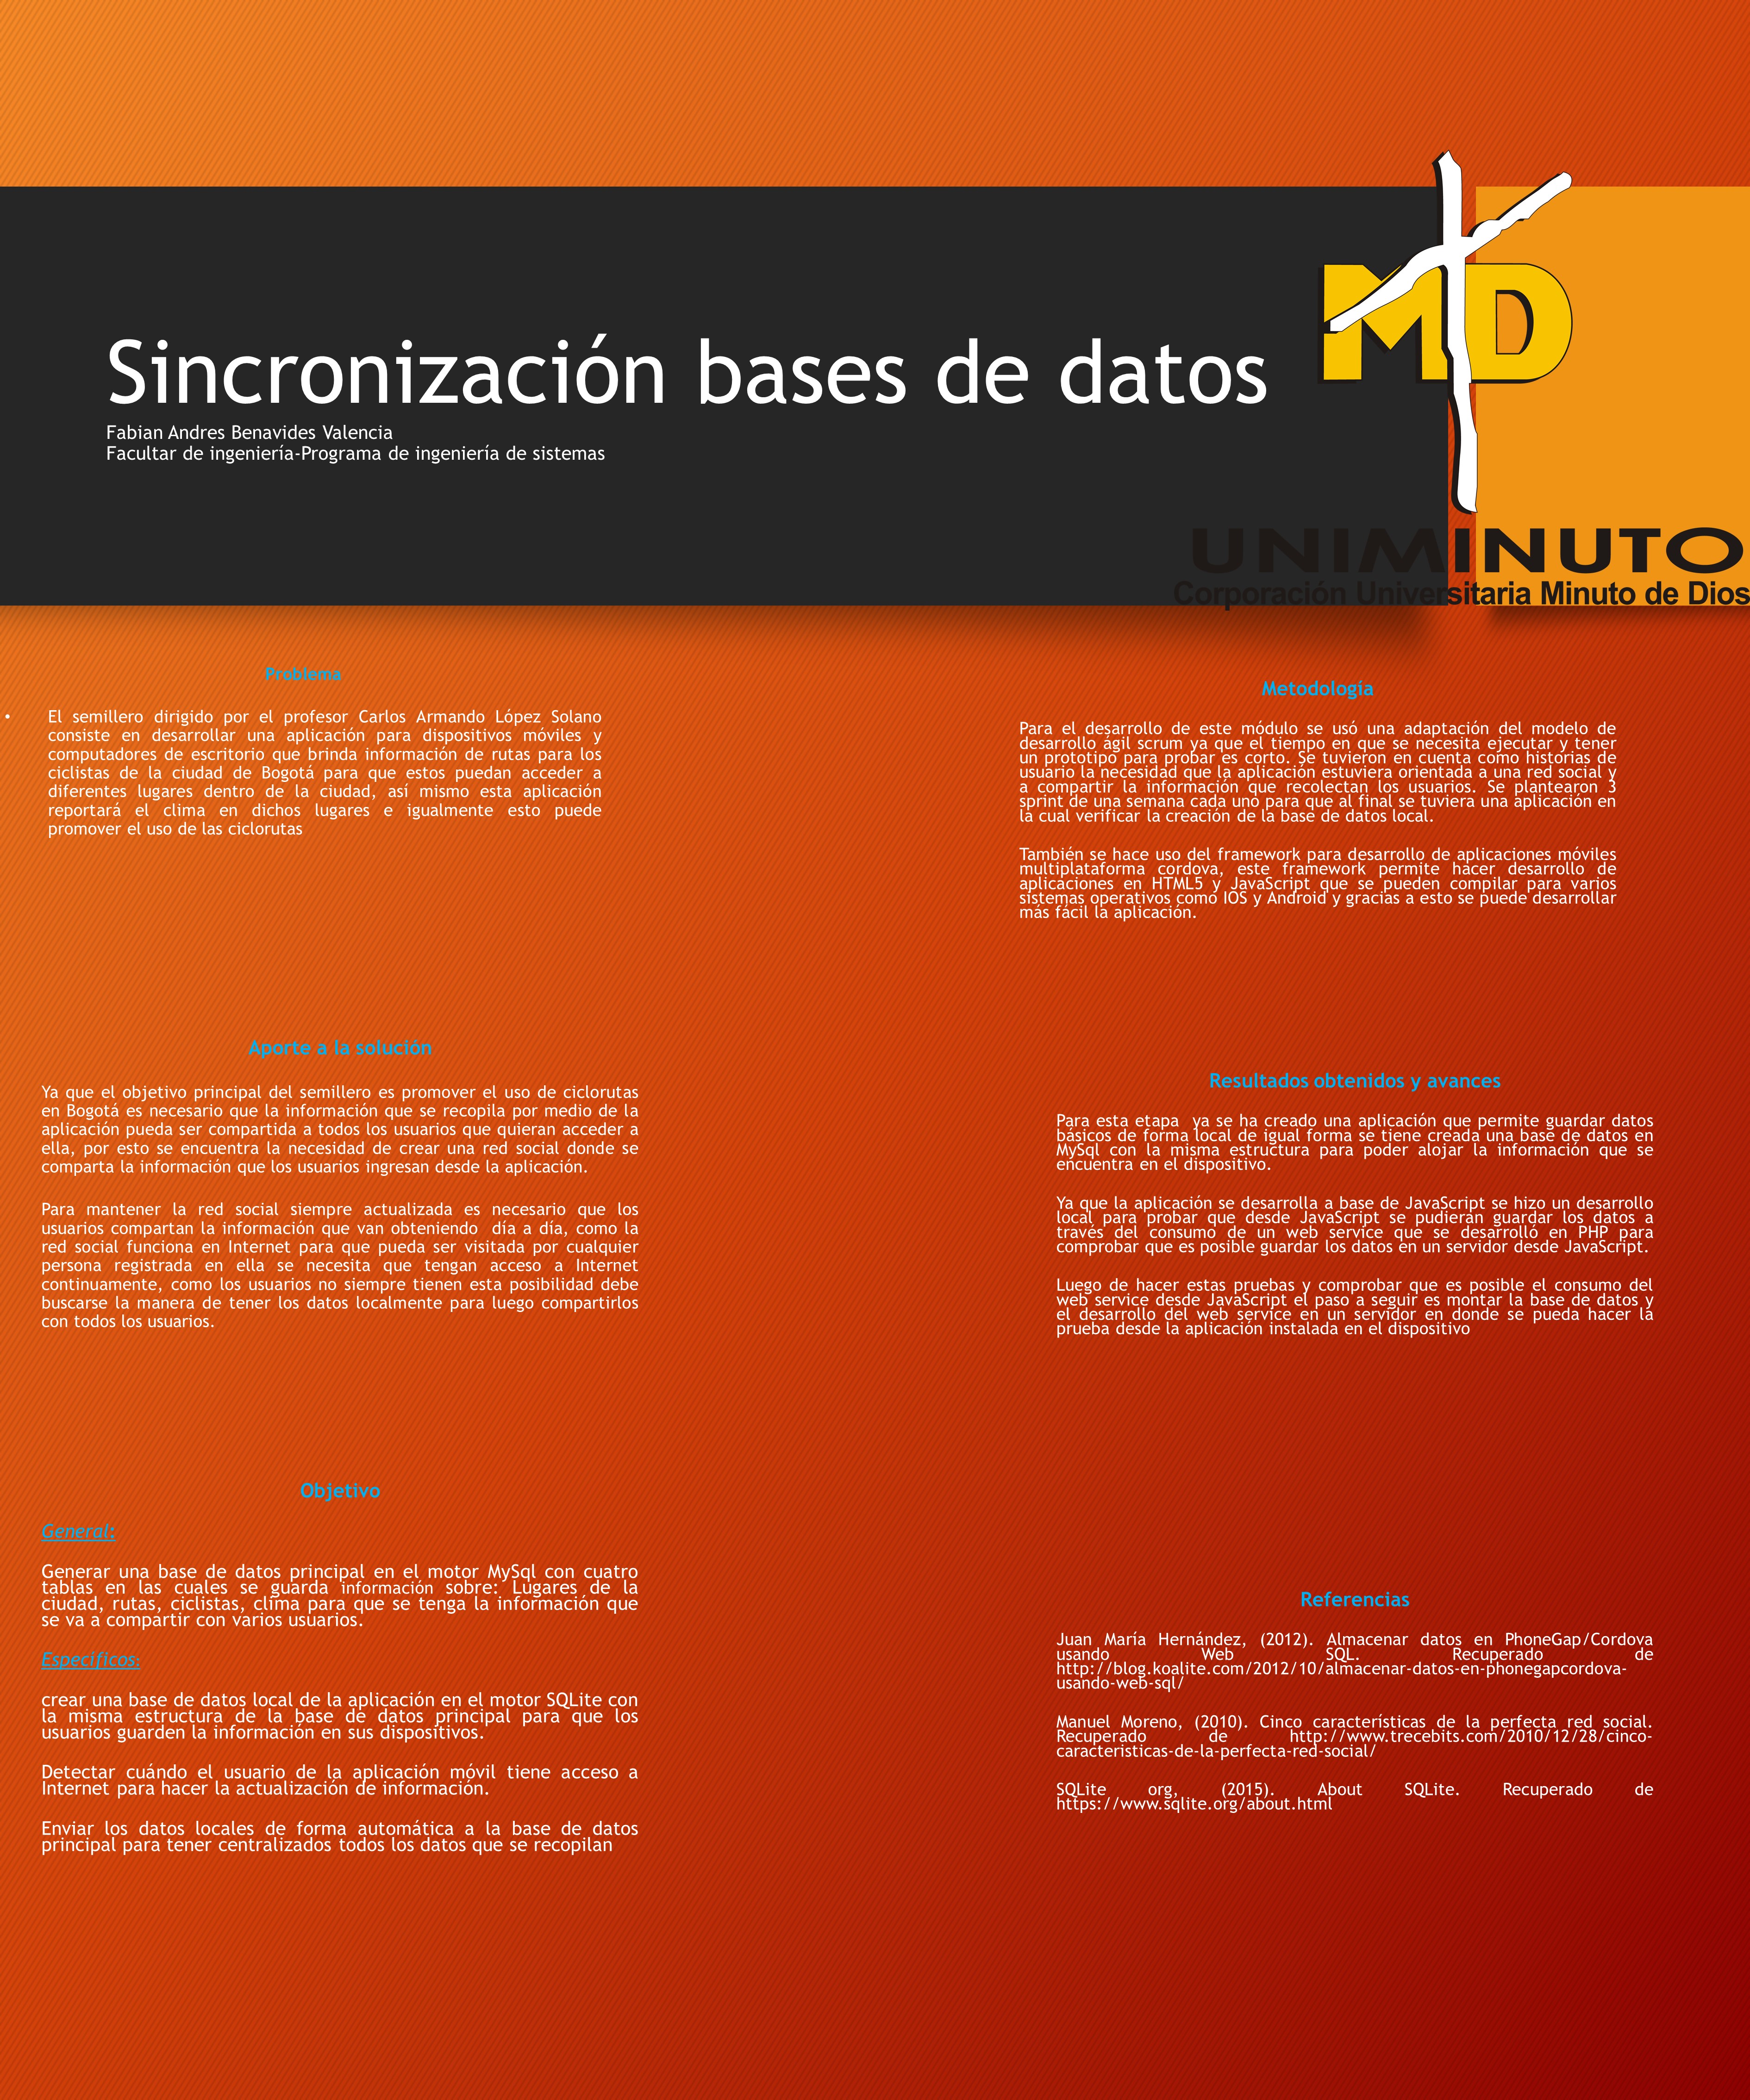 Sincronización bases de datos
Fabian Andres Benavides Valencia
Facultar de ingeniería-Programa de ingeniería de sistemas
MD
UNIMINUTO
Corporación Universitaria Minuto de Dios
Problema
• El semillero dirigido por el profesor Carlos Armando López Solano
consiste en desarrollar una aplicación para dispositivos móviles y
computadores de escritorio que brinda información de rutas para los
ciclistas de la ciudad de Bogotá para que estos puedan acceder a
diferentes lugares dentro de la ciudad, así mismo esta aplicación
reportará el clima en dichos lugares e igualmente esto puede
promover el uso de las ciclorutas
Aporte a la solución
Ya que el objetivo principal del semillero es promover el uso de ciclorutas
en Bogotá es necesario que la información que se recopila por medio de la
aplicación pueda ser compartida a todos los usuarios que quieran acceder a
ella, por esto se encuentra la necesidad de crear una red social donde se
comparta la información que los usuarios ingresan desde la aplicación.
Para mantener la red social siempre actualizada es necesario que los
usuarios compartan la información que van obteniendo día a día, como la
red social funciona en Internet para que pueda ser visitada por cualquier
persona registrada en ella se necesita que tengan acceso a Internet
continuamente, como los usuarios no siempre tienen esta posibilidad debe
buscarse la manera de tener los datos localmente para luego compartirlos
con todos los usuarios.
Objetivo
General:
Generar una base de datos principal en el motor MySql con cuatro
tablas en las cuales se guarda información sobre: Lugares de la
ciudad, rutas, ciclistas, clima para que se tenga la información que
se va a compartir con varios usuarios.
Especificos:
crear una base de datos local de la aplicación en el motor SQLite con
la misma estructura de la base de datos principal para que los
usuarios guarden la información en sus dispositivos.
Detectar cuándo el usuario de la aplicación móvil tiene acceso a
Internet para hacer la actualización de información.
Enviar los datos locales de forma automática a la base de datos
principal para tener centralizados todos los datos que se recopilan
Metodología
Para el desarrollo de este módulo se usó una adaptación del modelo de
desarrollo ágil scrum ya que el tiempo en que se necesita ejecutar y tener
un prototipo para probar es corto. Se tuvieron en cuenta como historias de
usuario la necesidad que la aplicación estuviera orientada a una red social y
a compartir la información que recolectan los usuarios. Se plantearon 3
sprint de una semana cada uno para que al final se tuviera una aplicación en
la cual verificar la creación de la base de datos local.
También se hace uso del framework para desarrollo de aplicaciones móviles
multiplataforma cordova, este framework permite hacer desarrollo de
aplicaciones en HTML5 y JavaScript que se pueden compilar para varios
sistemas operativos como IOS y Android y gracias a esto se puede desarrollar
más fácil la aplicación.
Resultados obtenidos y avances
Para esta etapa ya se ha creado una aplicación que permite guardar datos
básicos de forma local de igual forma se tiene creada una base de datos en
MySql con la misma estructura para poder alojar la información que se
encuentra en el dispositivo.
Ya que la aplicación se desarrolla a base de JavaScript se hizo un desarrollo
local para probar que desde JavaScript se pudieran guardar los datos a
través del consumo de un web service que se desarrolló en PHP para
comprobar que es posible guardar los datos en un servidor desde JavaScript.
Luego de hacer estas pruebas y comprobar que es posible el consumo del
web service desde JavaScript el paso a seguir es montar la base de datos y
el desarrollo del web service en un servidor en donde se pueda hacer la
prueba desde la aplicación instalada en el dispositivo
Referencias
Juan María Hernández, (2012). Almacenar datos en PhoneGap/Cordova
usando Web SQL. Recuperado de
http://blog.koalite.com/2012/10/almacenar-datos-en-phonegapcordova-
usando-web-sql/
Manuel Moreno, (2010). Cinco características de la perfecta red social.
Recuperado de http://www.trecebits.com/2010/12/28/cinco-
caracteristicas-de-la-perfecta-red-social/
SQLite org, (2015). About SQLite. Recuperado de
https://www.sqlite.org/about.html